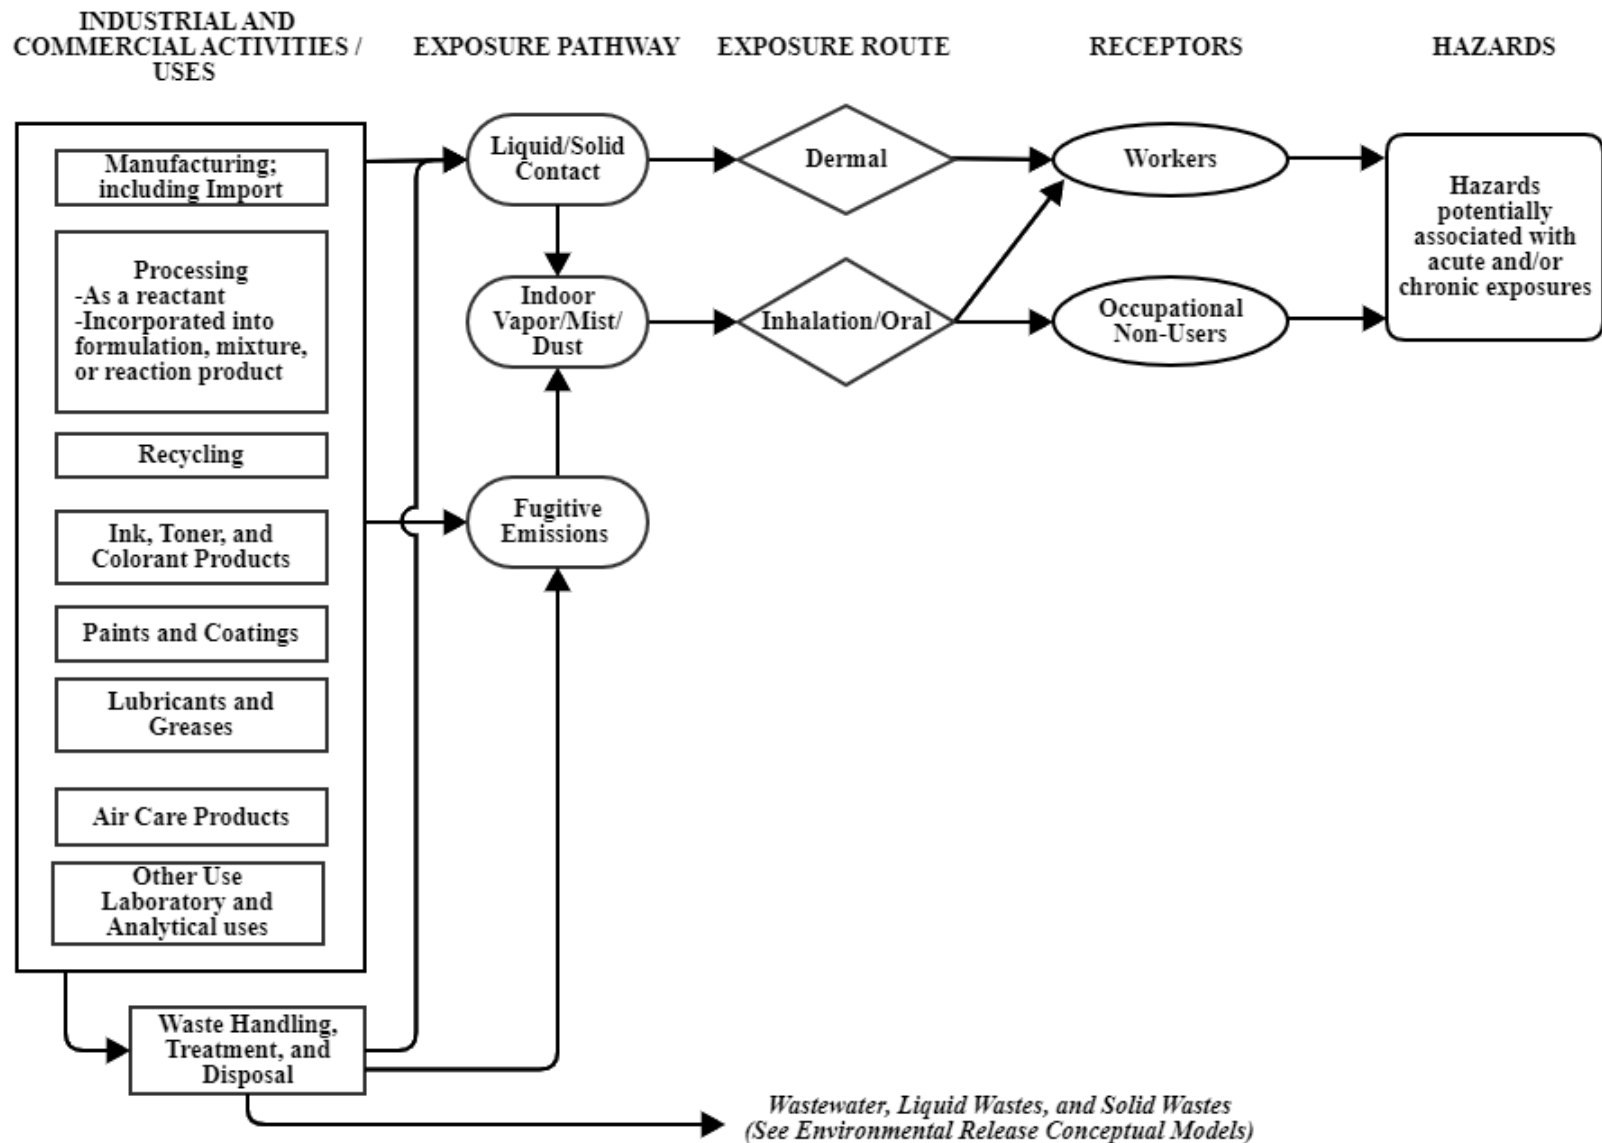 INDUSTRIAL AND
COMMERCIAL ACTIVITIES /
USES
EXPOSURE PATHWAY
EXPOSURE ROUTE
RECEPTORS
HAZARDS
Manufacturing;
including Import
Processing
-As a reactant
-Incorporated into
formulation, mixture,
or reaction product
Recycling
Ink, Toner, and
Colorant Products
Paints and Coatings
Lubricants and
Greases
Air Care Products
Other Use
Laboratory and
Analytical uses
Waste Handling,
Treatment, and
Disposal
Liquid/Solid
Contact
Indoor
Vapor/Mist/
Dust
Fugitive
Emissions
Dermal
Inhalation/Oral
Workers
Occupational
Non-Users
Hazards
potentially
associated with
acute and/or
chronic exposures
Wastewater, Liquid Wastes, and Solid Wastes
(See Environmental Release Conceptual Models)